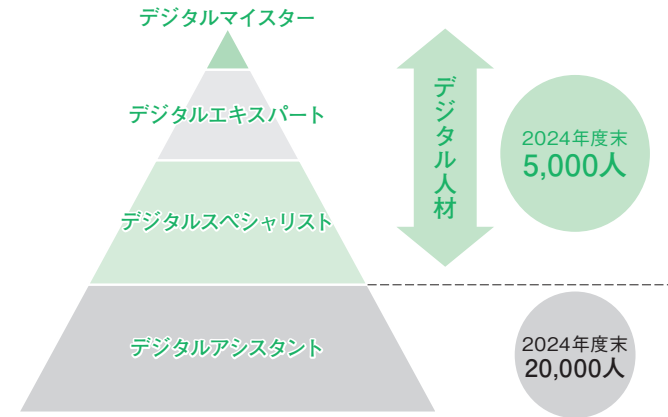 デジタルマイスター
デジタルエキスパート
デジタルスペシャリスト
デジタルアシスタント
デジタル人材
2024年度末
5,000人
2024年度末
20,000人